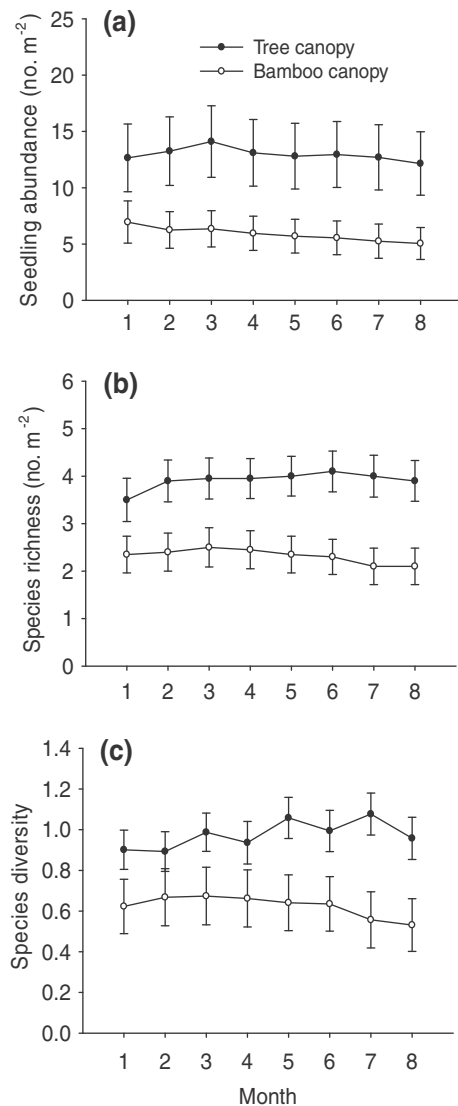 (a)
Tree canopy
Bamboo canopy
Seedling abundance (no. m-2)
25
20
15
10
5
0
1 2 3 4 5 6 7 8
(b)
Species richness (no. m-2)
6
5
4
3
2
1
0
1 2 3 4 5 6 7 8
(c)
Species diversity
1.4
1.2
1.0
0.8
0.6
0.4
0.2
0.0
1 2 3 4 5 6 7 8
Month